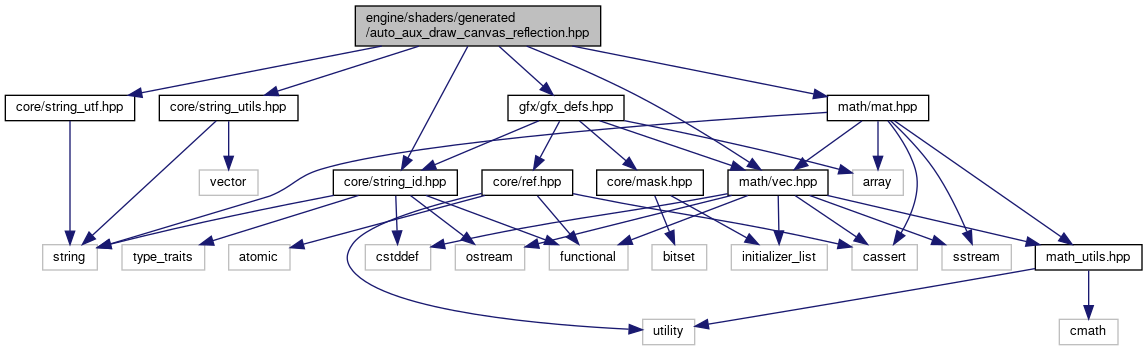 engine/shaders/generated
/auto_aux_draw_canvas_reflection.hpp
core/string_utf.hpp
core/string_utils.hpp
gfx/gfx_defs.hpp
math/mat.hpp
vector
core/string_id.hpp
core/ref.hpp
core/mask.hpp
math/vec.hpp
array
string
type_traits
atomic
cstddef
ostream
functional
bitset
initializer_list
cassert
sstream
math_utils.hpp
utility
cmath